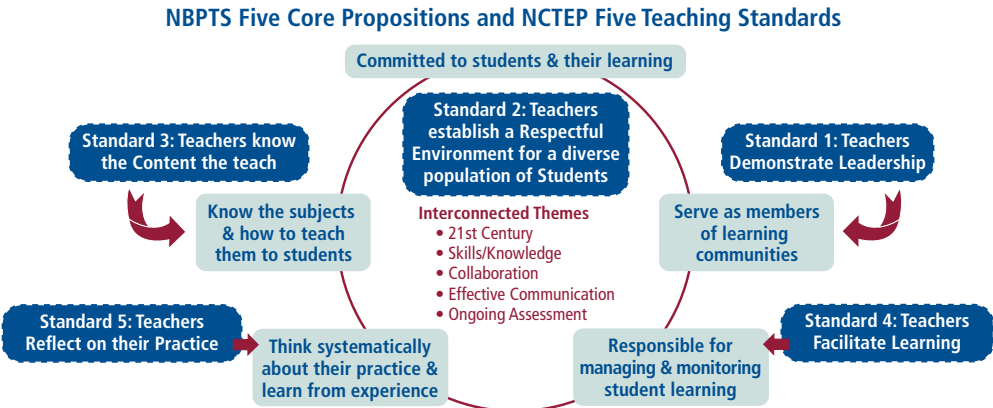 NBPTS Five Core Propositions and NCTEP Five Teaching Standards
Committed to students & their learning
Standard 2: Teachers
establish a Respectful
Environment for a diverse
population of Students
Standard 3: Teachers know
the Content the teach
Standard 1: Teachers
Demonstrate Leadership
Know the subjects
& how to teach
them to students
Interconnected Themes
• 21st Century
• Skills/Knowledge
• Collaboration
• Effective Communication
• Ongoing Assessment
Serve as members
of learning
communities
Standard 5: Teachers
Reflect on their Practice
Think systematically
about their practice &
learn from experience
Responsible for
managing & monitoring
student learning
Standard 4: Teachers
Facilitate Learning